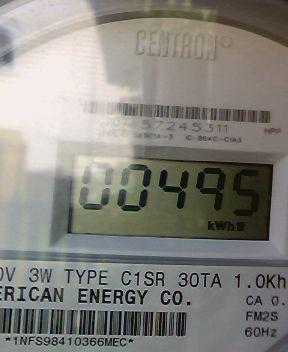 CENTRON®
57245311
00495
kWh
0V 3W TYPE C1SR 30TA 1.0Kh
ERICAN ENERGY CO. CA 0.
FM2S
*1NFS98410366MEC* 60Hz